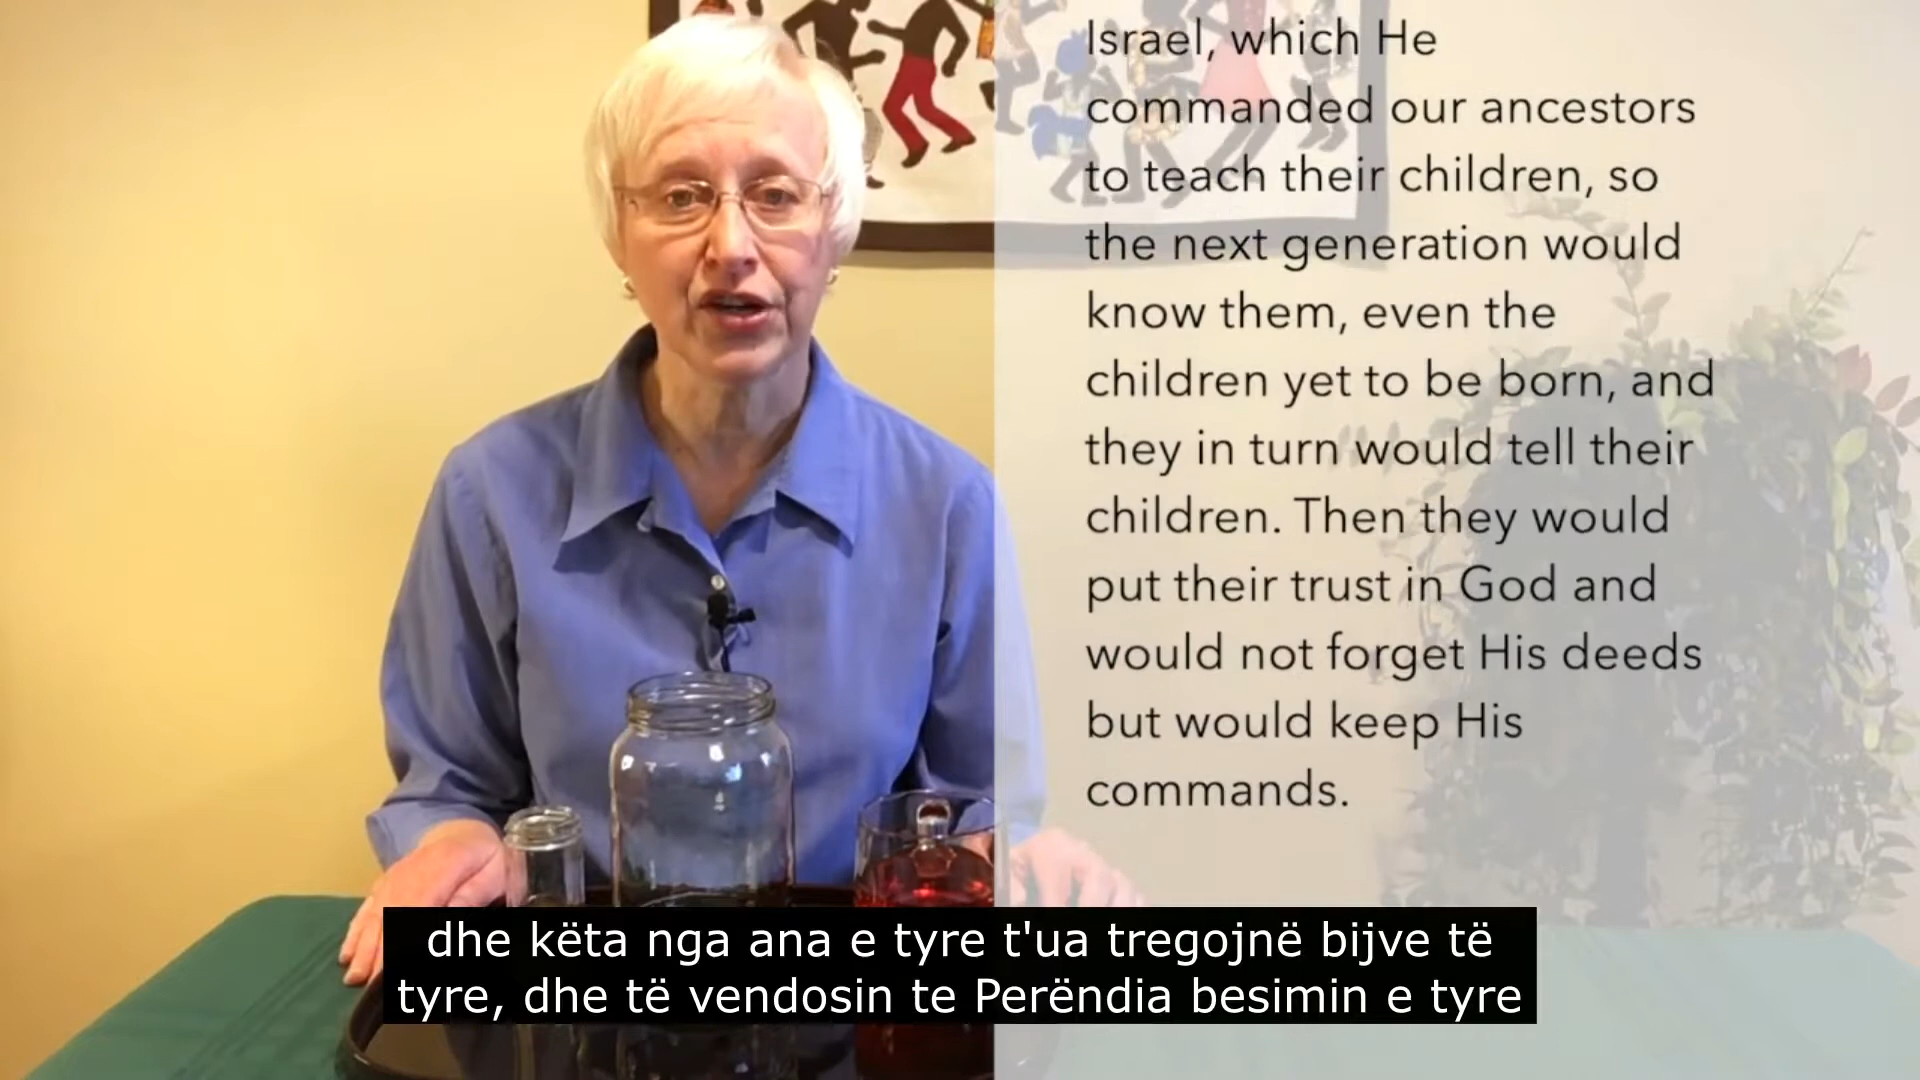 Israel, which He
commanded our ancestors
to teach their children, so
the next generation would
know them, even the
children yet to be born, and
they in turn would tell their
children. Then they would
put their trust in God and
would not forget His deeds
but would keep His
commands.
dhe këta nga ana e tyre t'ua tregojnë bijve të
tyre, dhe të vendosin te Perëndia besimin e tyre